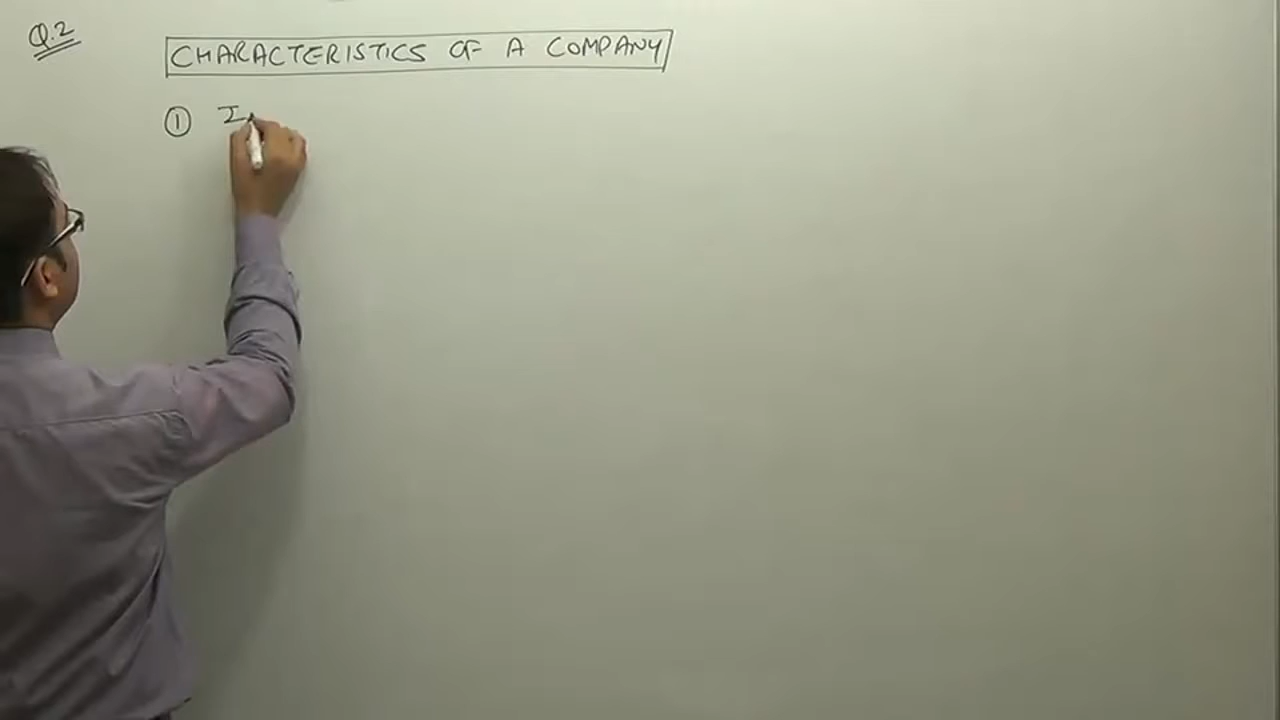 Q.2
CHARACTERISTICS OF A COMPANY
① I